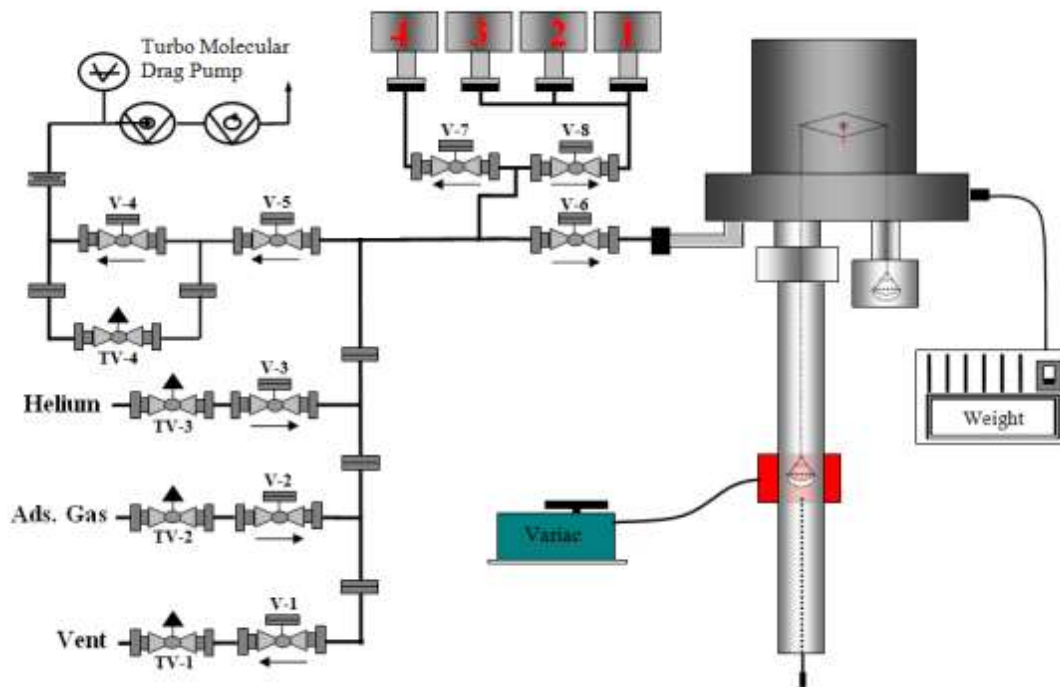 Turbo Molecular
Drag Pump
4 3 2 1
V-7
V-8
V-4
V-5
V-6
TV-4
V-3
Helium
TV-3
Weight
V-2
Ads. Gas
TV-2
Variac
V-1
Vent
TV-1